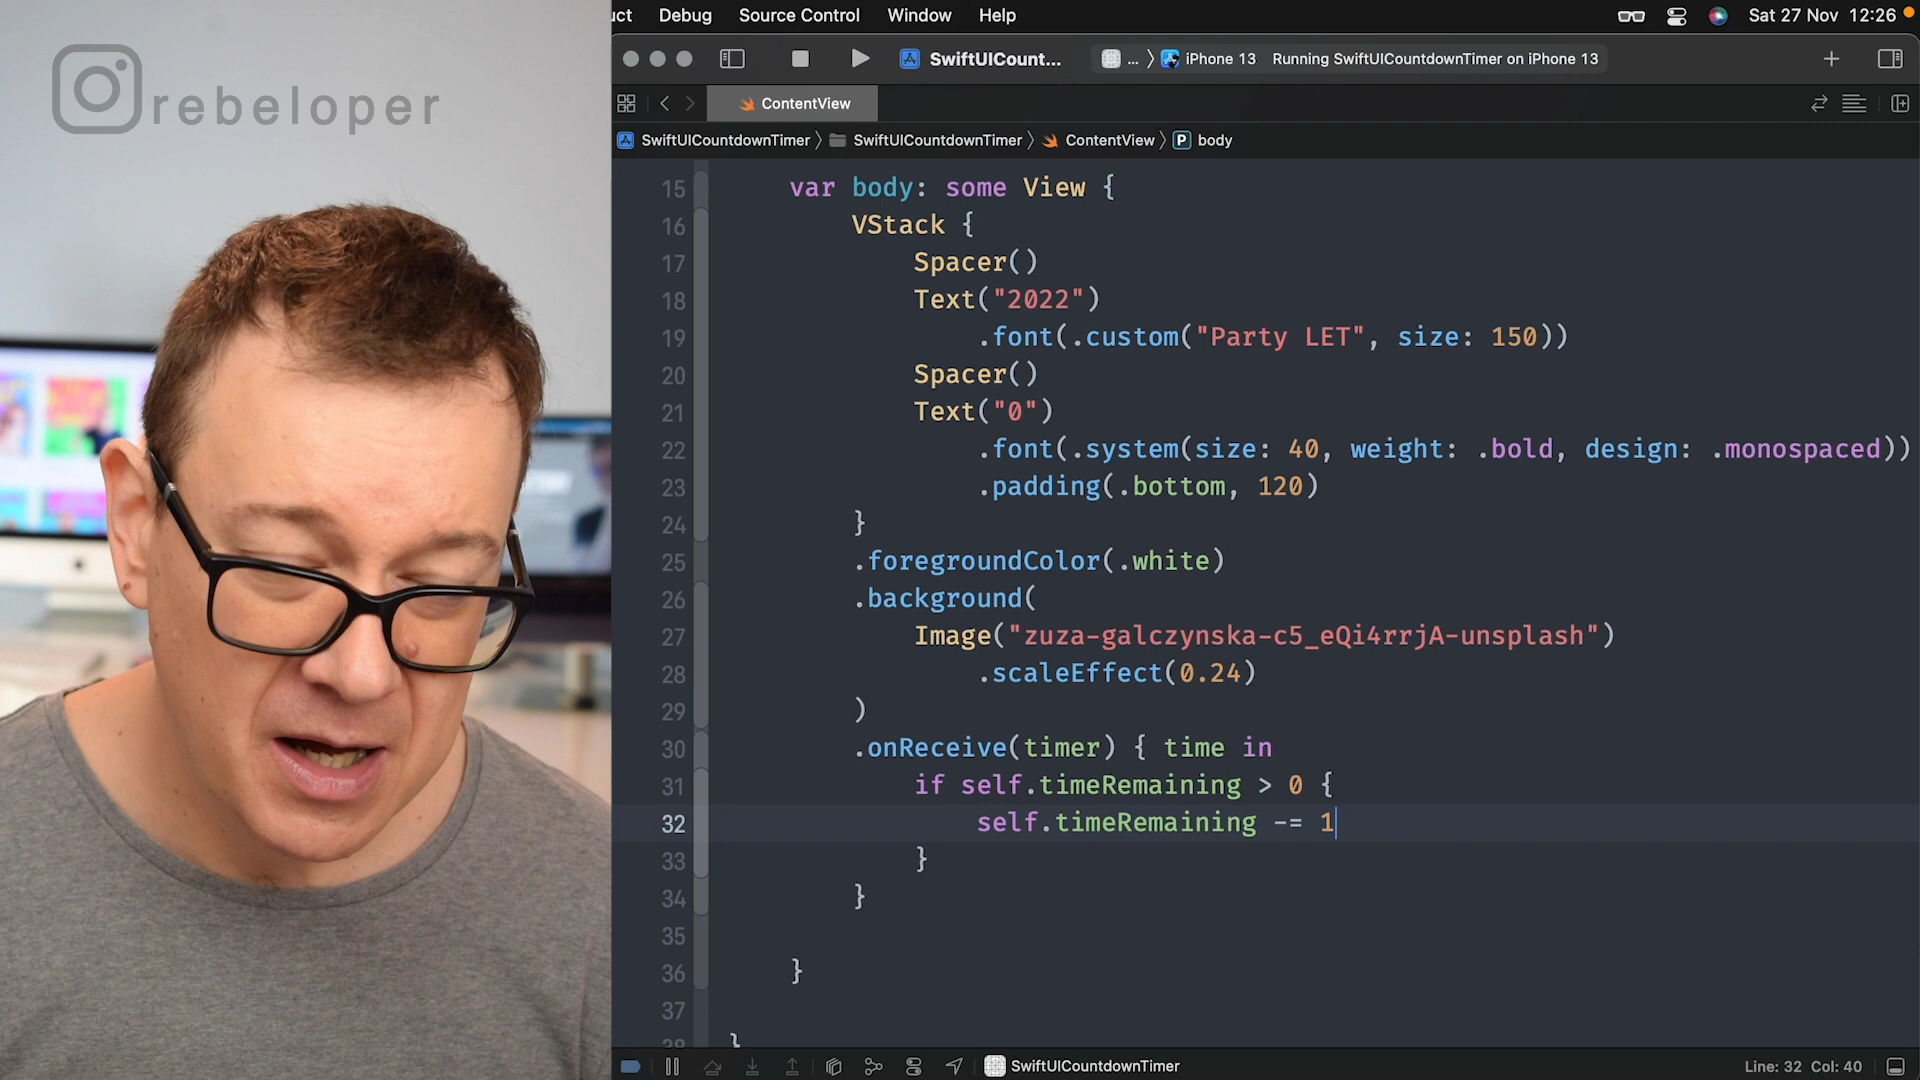 rebeloper
uct Debug Source Control Window Help Sat 27 Nov 12:26
SwiftUICount... ... iPhone 13 Running SwiftUICountdownTimer on iPhone 13
ContentView
SwiftUICountdownTimer SwiftUICountdownTimer ContentView P body
15 var body: some View {
16 VStack {
17 Spacer()
18 Text("2022")
19 .font(.custom("Party LET", size: 150))
20 Spacer()
21 Text("0")
22 .font(.system(size: 40, weight: .bold, design: .monospaced))
23 .padding(.bottom, 120)
24 }
25 .foregroundColor(.white)
26 .background(
27 Image("zuza-galczynska-c5_eQi4rrjA-unsplash")
28 .scaleEffect(0.24)
29 )
30 .onReceive(timer) { time in
31 if self.timeRemaining > 0 {
32 self.timeRemaining -= 1
33 }
34 }
35
36 }
37
38 }
SwiftUICountdownTimer Line: 32 Col: 40